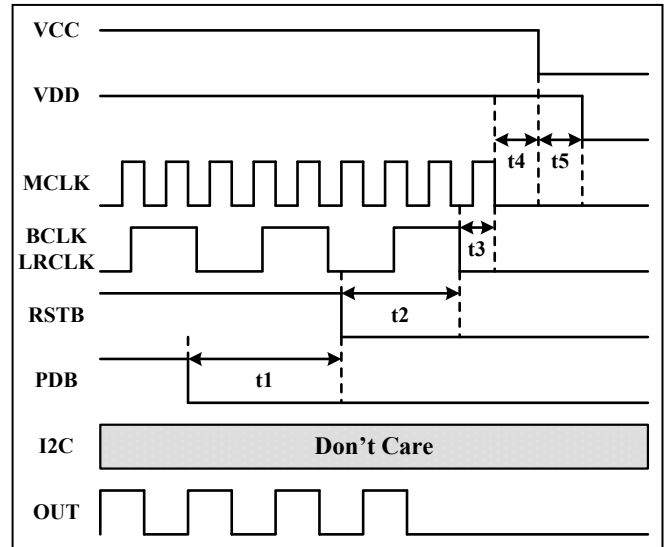 VCC
VDD
t4
t5
MCLK
BCLK
LRCLK
t3
RSTB
t2
PDB
t1
I2C
Don't Care
OUT